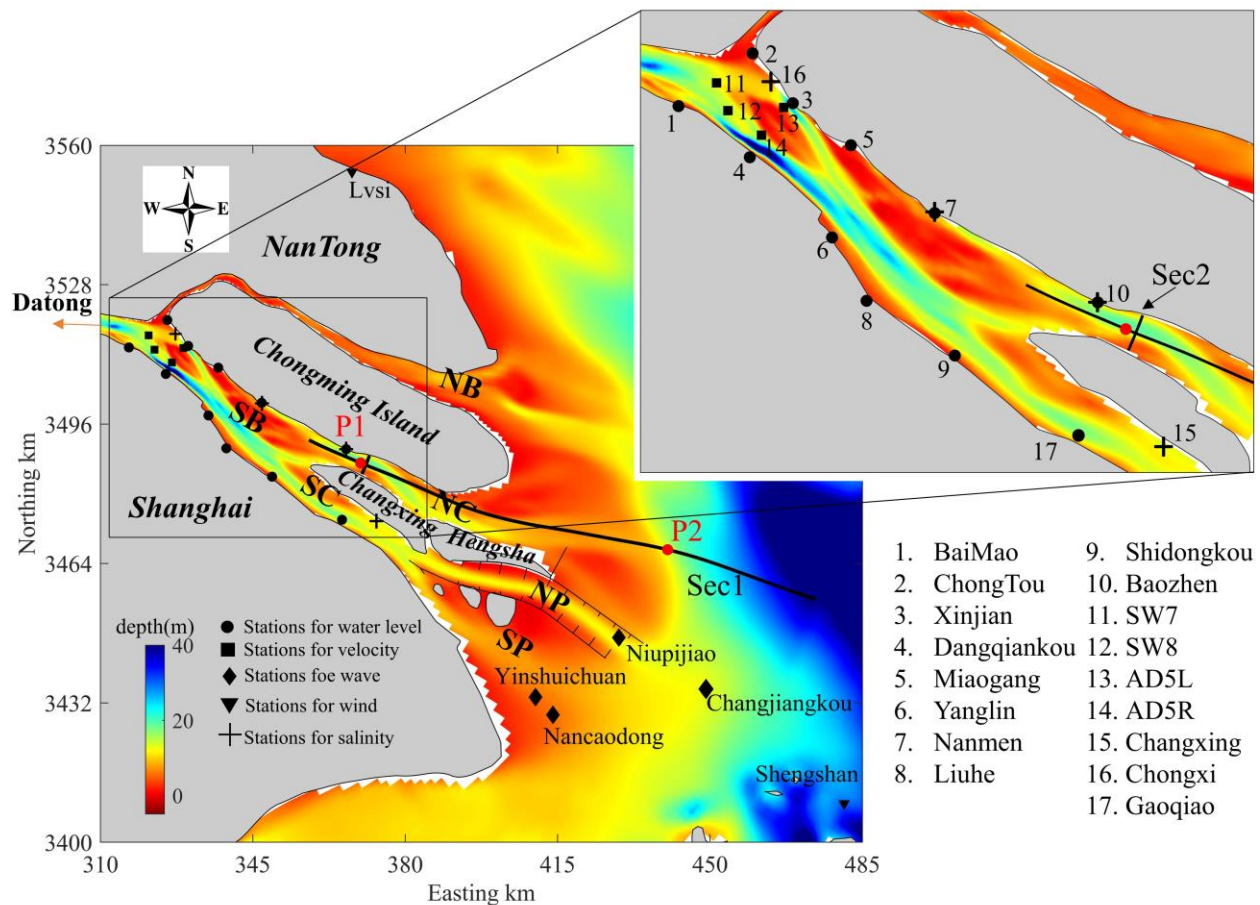 2
16
11
3
1
12
13
14
5
4
7
6
10
Sec2
8
9
17
15
3560
3528
3496
3464
3432
3400
Northing km
N
W E
S
Lvsi
NanTong
Datong
Chongming Island
NB
SB
P1
SC
NC
Changxing
Hengsha
Shanghai
P2
Sec1
NP
SP
Niupijiao
Yinshuichuan
Changjiangkou
Nancaodong
Shengshan
depth(m)
40
20
0
Stations for water level
Stations for velocity
Stations foe wave
Stations for wind
Stations for salinity
310 345 380 415 450 485
Easting km
1. BaiMao
2. ChongTou
3. Xinjian
4. Dangqiankou
5. Miaogang
6. Yanglin
7. Nanmen
8. Liuhe
9. Shidongkou
10. Baozhen
11. SW7
12. SW8
13. AD5L
14. AD5R
15. Changxing
16. Chongxi
17. Gaoqiao